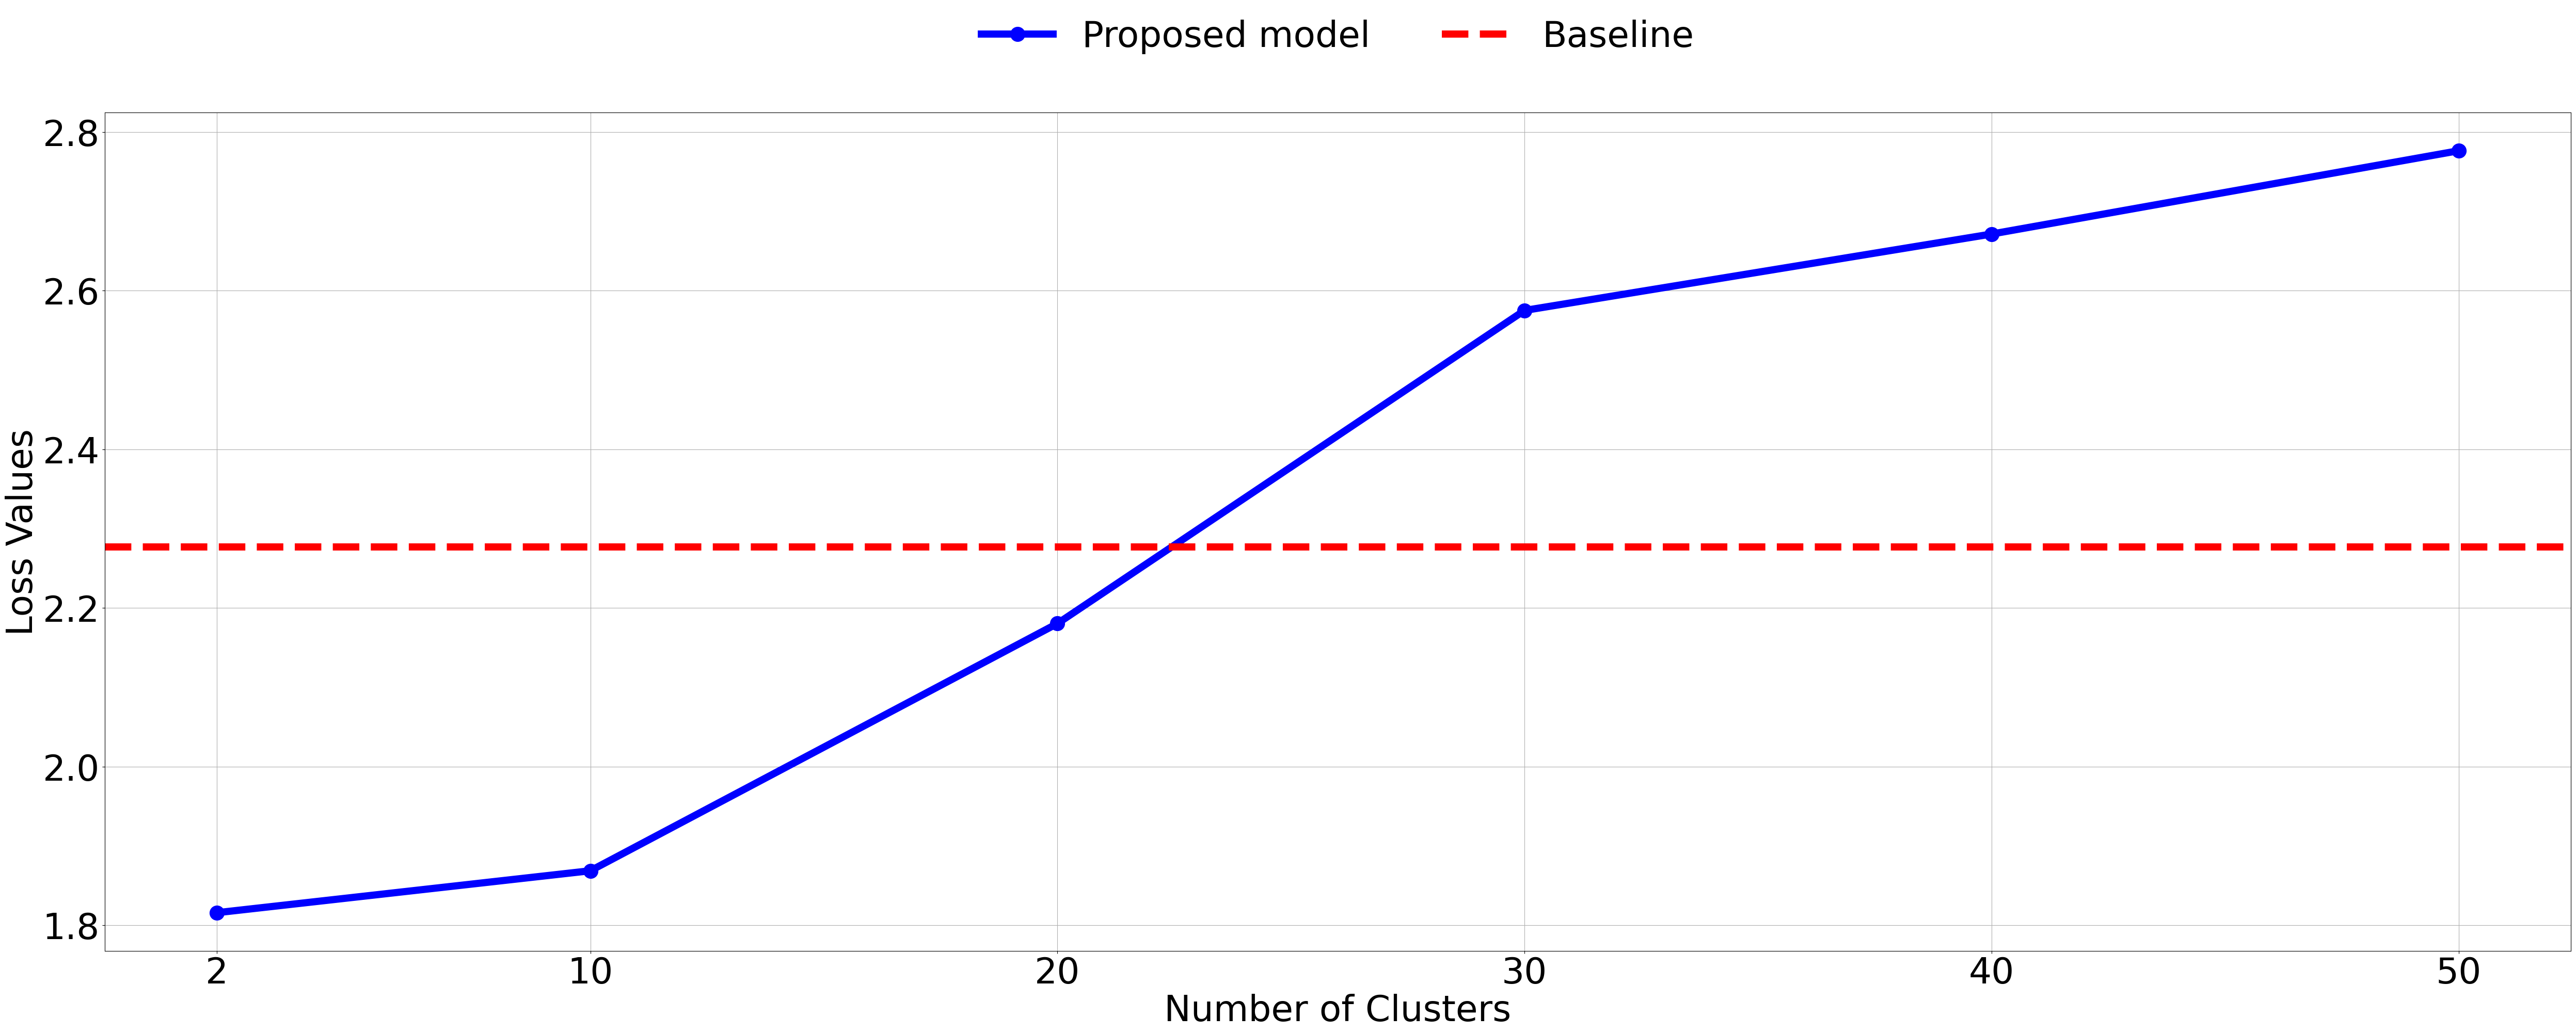 Proposed model
Baseline
2.8
2.6
2.4
2.2
2.0
1.8
Loss Values
2 10 20 30 40 50
Number of Clusters